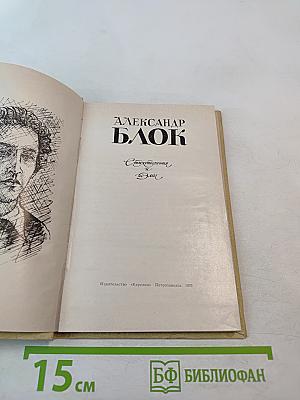 АЛЕКСАНДР
БЛОК
Стихотворения
и
поэмы
Издательство «Карелия» Петрозаводск
15 см
БФ БИБЛИОФАН